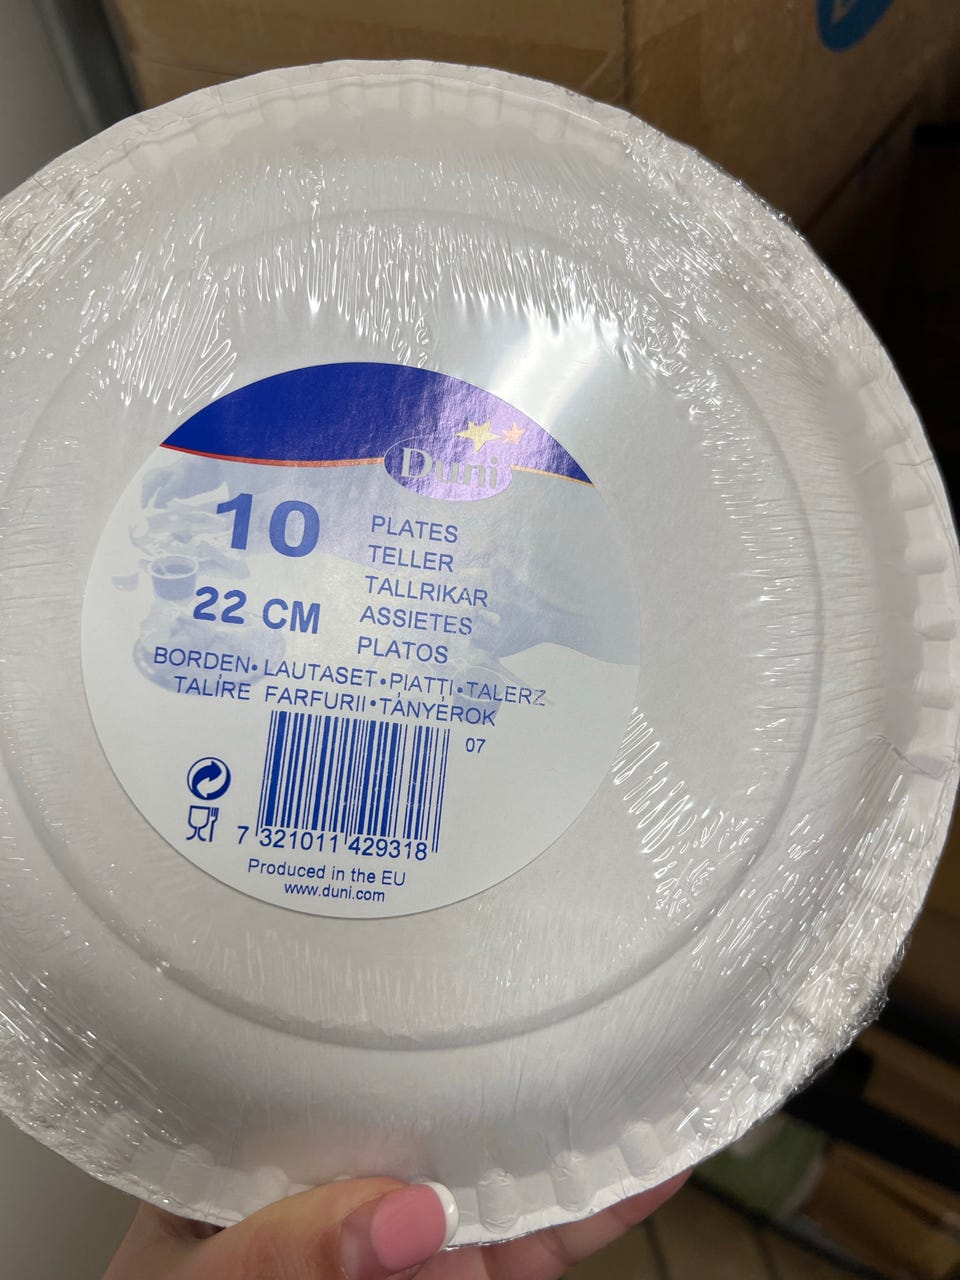 Duni
10
22 CM
PLATES
TELLER
TALLRIKAR
ASSIETES
PLATOS
BORDEN•LAUTASET•PIATTI•TALERZ
TALÍRE FARFURII•TÁNYÉROK
07
7 321011 429318
Produced in the EU
www.duni.com